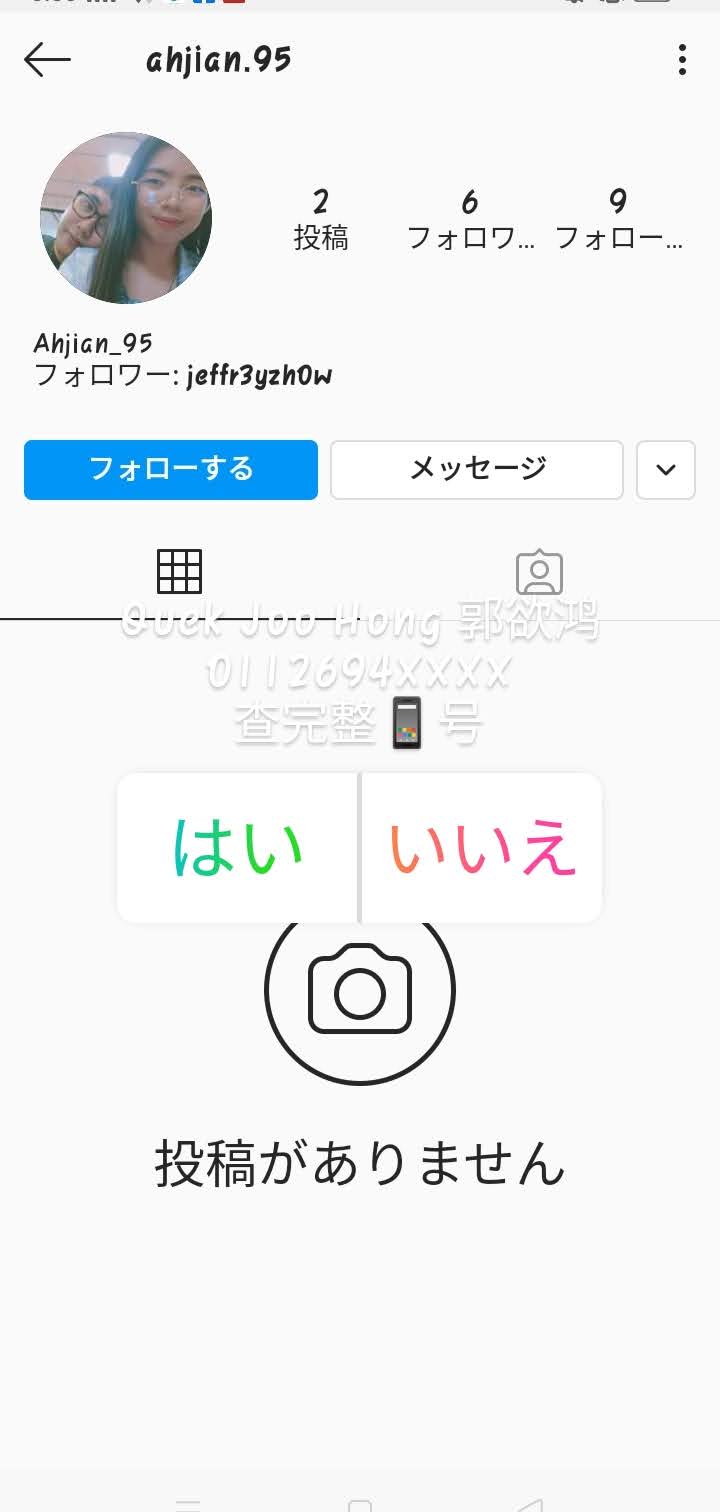 ahjian.95
2 6 9
投稿 フォロワ... フォロー...
Ahjian_95
フォロワー: jeffr3yzh0w
フォローする メッセージ
Quek Joo Hong 郭欲鸿
0112694XXXX
查完整📱号
はい いいえ
投稿がありません